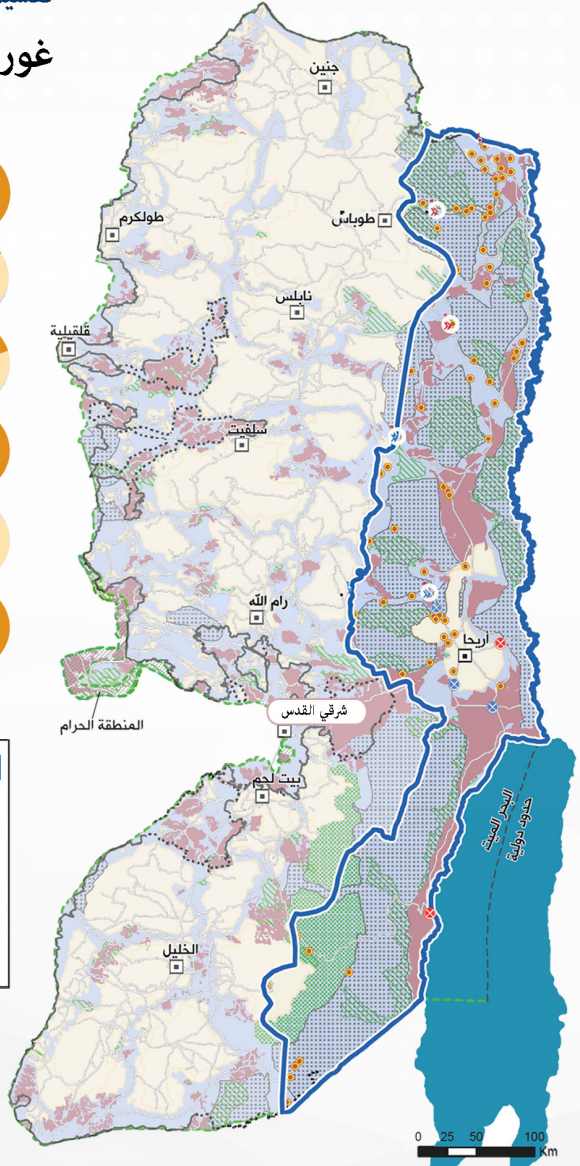 غور
جنين
طوباس
طولكرم
نابلس
قلقيلية
سلفيت
رام الله
أريحا
شرقي القدس
المنطقة الحرام
بيت لحم
البحر الميت
حدود دولية
الخليل
0 25 50 100
Km